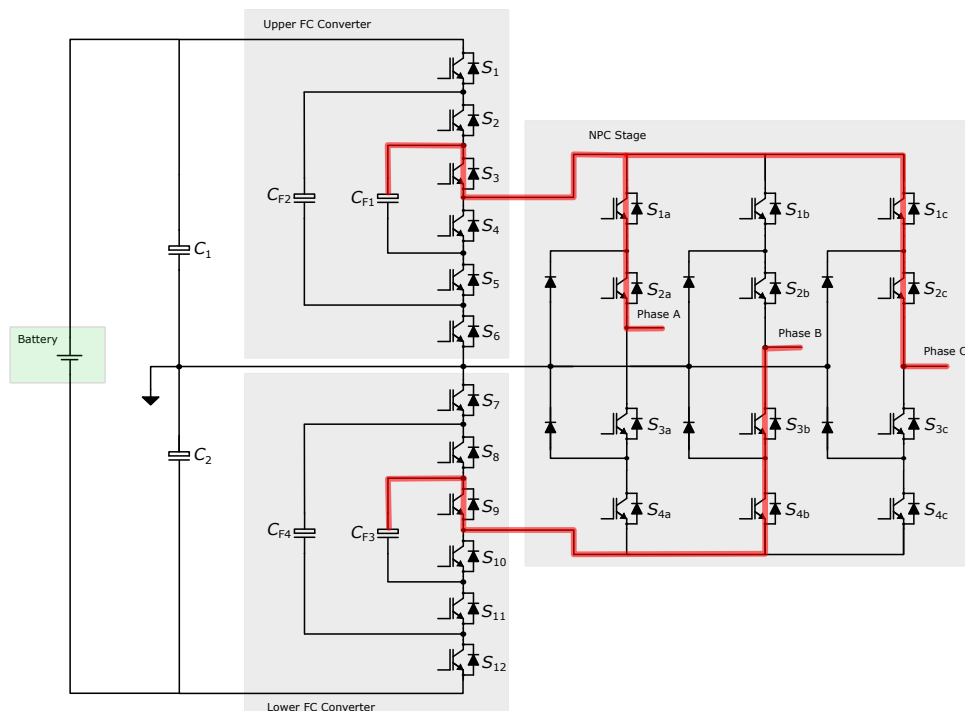 Upper FC Converter
S1
S2
S3
CF2
CF1
S4
S5
S6
C1
Battery
NPC Stage
S1a
S1b
S1c
S2a
S2b
S2c
Phase A
Phase B
Phase C
S7
S8
S9
C2
CF4
CF3
S10
S11
S12
S3a
S3b
S3c
S4a
S4b
S4c
Lower FC Converter